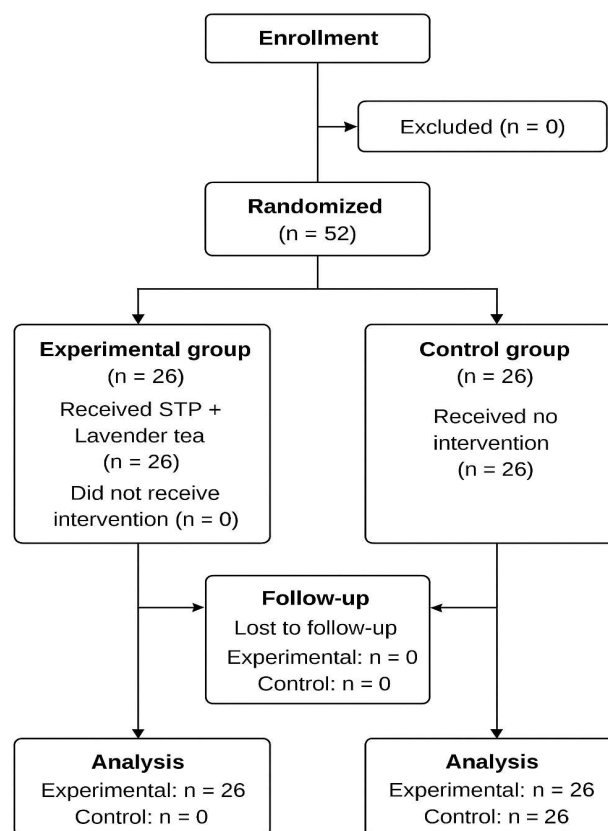 Enrollment
Excluded (n = 0)
Randomized
(n = 52)
Experimental group
(n = 26)
Received STP +
Lavender tea
(n = 26)
Did not receive
intervention (n = 0)
Control group
(n = 26)
Received no
intervention
(n = 26)
Follow-up
Lost to follow-up
Experimental: n = 0
Control: n = 0
Analysis
Experimental: n = 26
Control: n = 0
Analysis
Experimental: n = 26
Control: n = 26